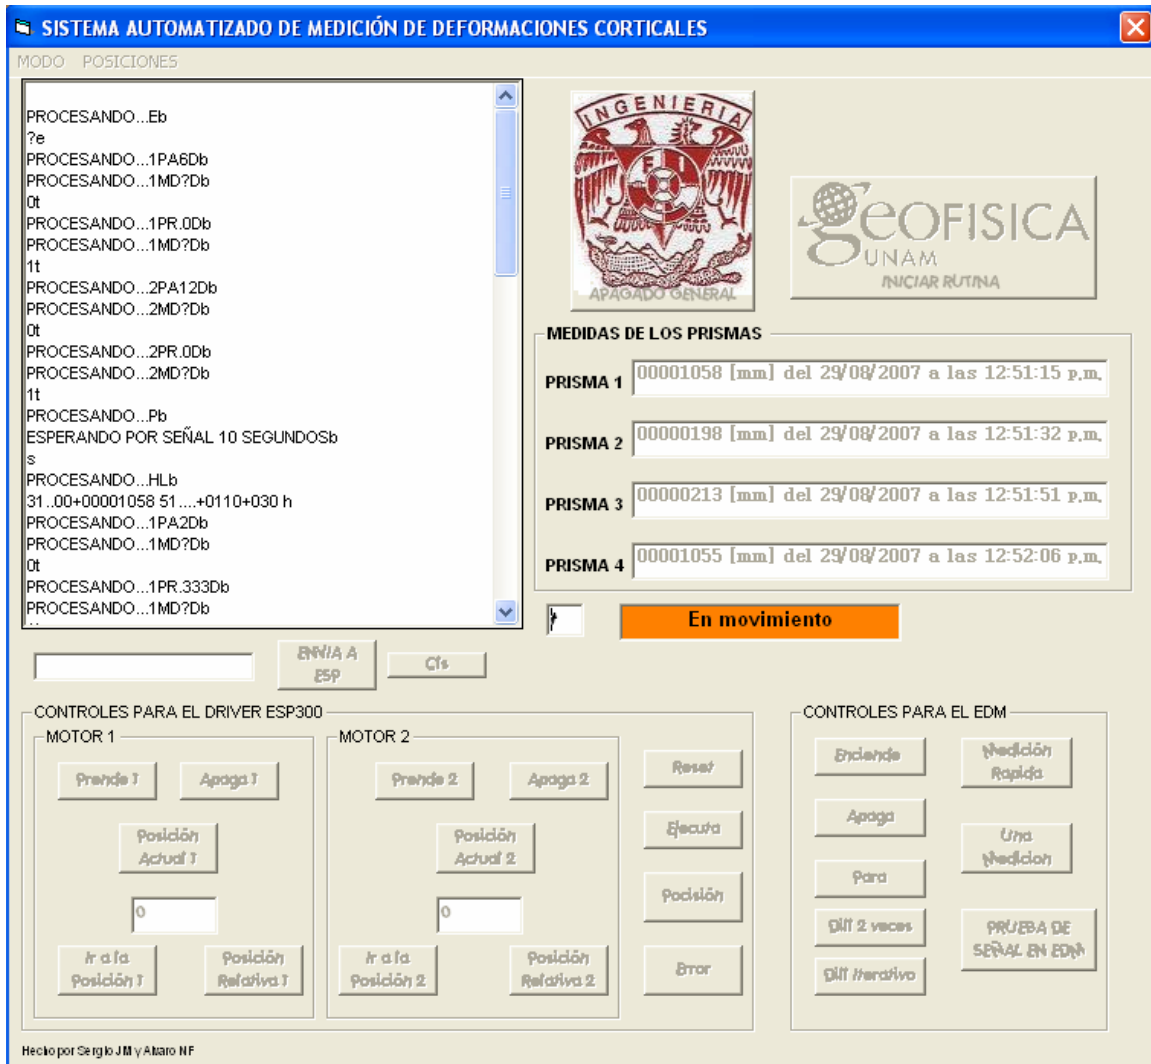 SISTEMA AUTOMATIZADO DE MEDICIÓN DE DEFORMACIONES CORTICALES
MODO POSICIONES
PROCESANDO...Eb
?e
PROCESANDO...1PA6Db
PROCESANDO...1MD?Db
0t
PROCESANDO...1PR.0Db
PROCESANDO...1MD?Db
1t
PROCESANDO...2PA12Db
PROCESANDO...2MD?Db
0t
PROCESANDO...2PR.0Db
PROCESANDO...2MD?Db
1t
PROCESANDO...Pb
ESPERANDO POR SEÑAL 10 SEGUNDOSb
s
PROCESANDO...HLb
31..00+00001058 51....+0110+030 h
PROCESANDO...1PA2Db
PROCESANDO...1MD?Db
0t
PROCESANDO...1PR.333Db
PROCESANDO...1MD?Db
INGENIERIA
F I
APAGADO GENERAL
GEOFISICA
UNAM
INICIAR RUTINA
MEDIDAS DE LOS PRISMAS
PRISMA 1 00001058 [mm] del 29/08/2007 a las 12:51:15 p.m.
PRISMA 2 00000198 [mm] del 29/08/2007 a las 12:51:32 p.m.
PRISMA 3 00000213 [mm] del 29/08/2007 a las 12:51:51 p.m.
PRISMA 4 00001055 [mm] del 29/08/2007 a las 12:52:06 p.m.
En movimiento
ENVIA A
ESP
Cls
CONTROLES PARA EL DRIVER ESP300
MOTOR 1
Prende 1 Apaga 1
Posición
Actual 1
0
Ir a la
Posición 1
Posición
Relativa 1
MOTOR 2
Prende 2 Apaga 2
Posición
Actual 2
0
Ir a la
Posición 2
Posición
Relativa 2
Reset
Ejecuta
Pocisión
Error
CONTROLES PARA EL EDM
Enciende
Apaga
Para
Diff 2 veces
Diff Iterativo
Medición
Rapida
Una
Medicion
PRUEBA DE
SEÑAL EN EDM
Hecho por Sergio JM y Alvaro NF